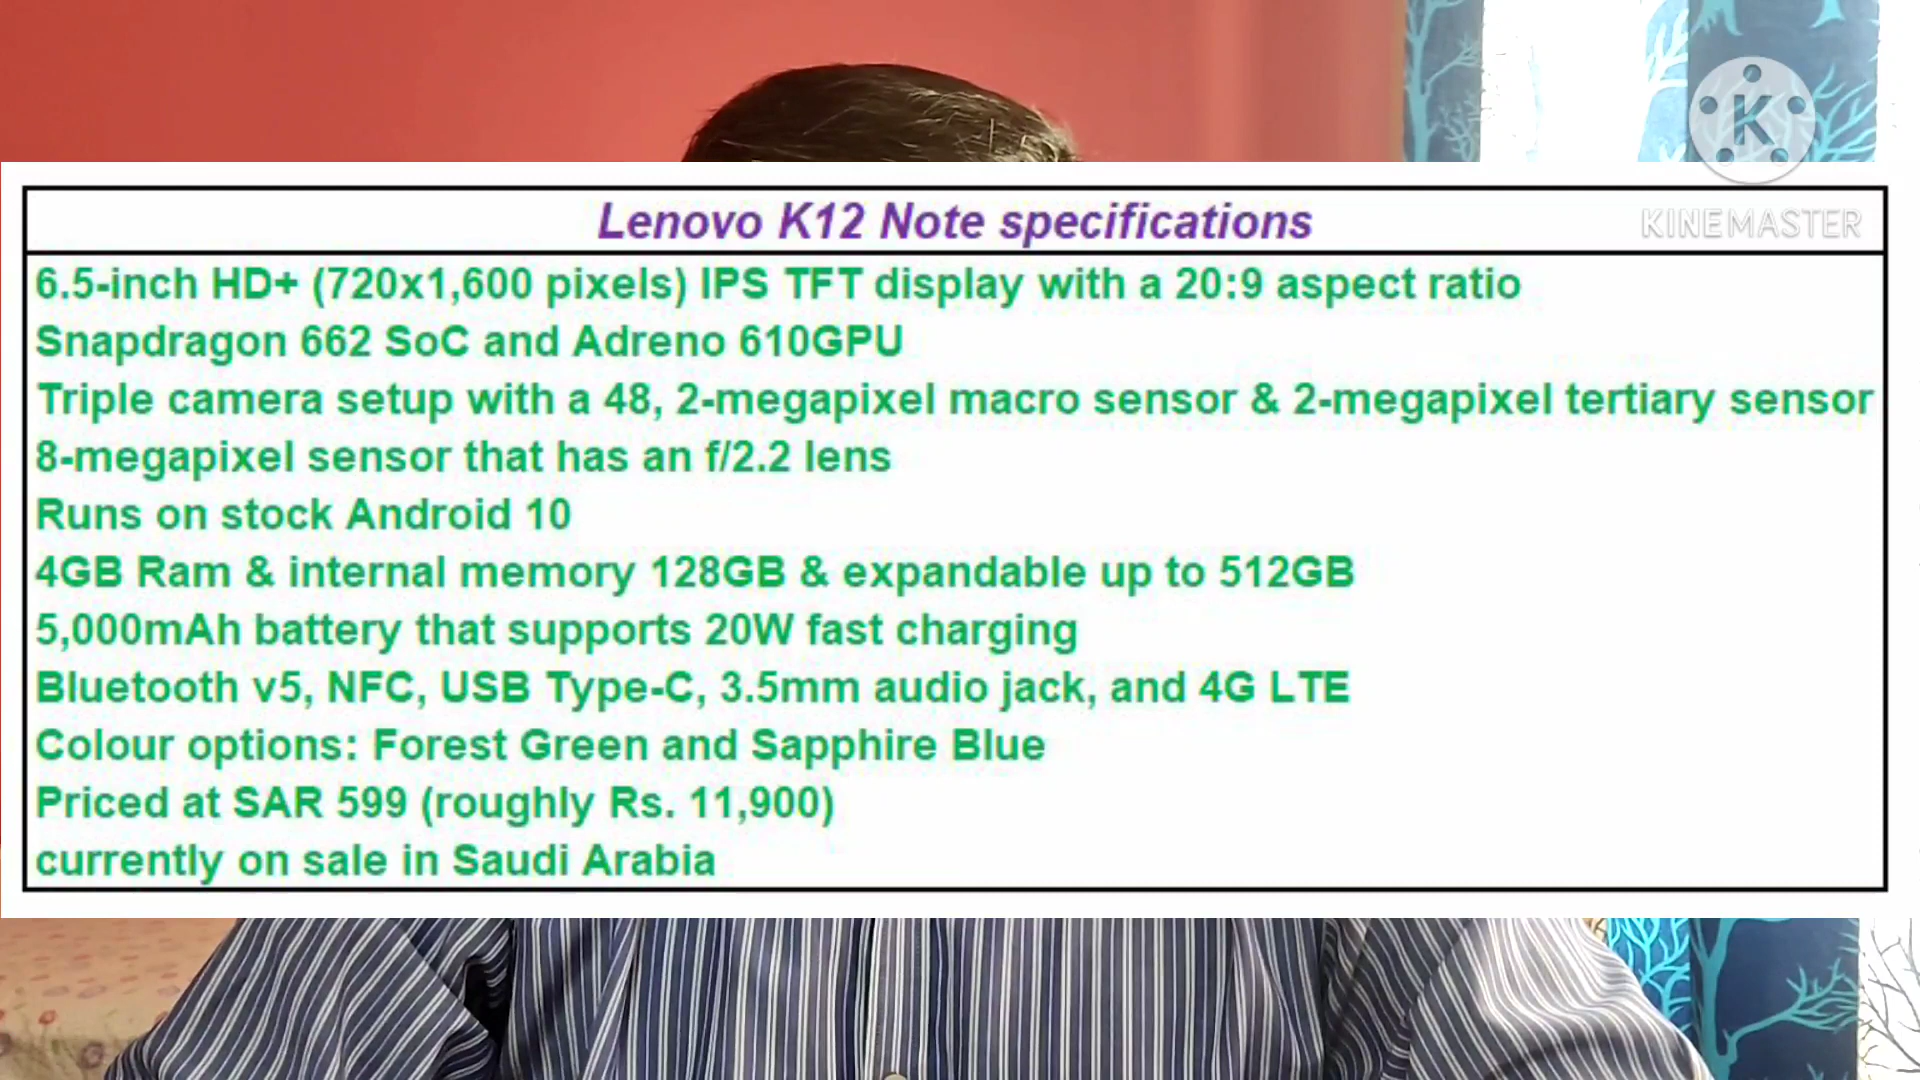 K
KINEMASTER
Lenovo K12 Note specifications
6.5-inch HD+ (720x1,600 pixels) IPS TFT display with a 20:9 aspect ratio
Snapdragon 662 SoC and Adreno 610GPU
Triple camera setup with a 48, 2-megapixel macro sensor & 2-megapixel tertiary sensor
8-megapixel sensor that has an f/2.2 lens
Runs on stock Android 10
4GB Ram & internal memory 128GB & expandable up to 512GB
5,000mAh battery that supports 20W fast charging
Bluetooth v5, NFC, USB Type-C, 3.5mm audio jack, and 4G LTE
Colour options: Forest Green and Sapphire Blue
Priced at SAR 599 (roughly Rs. 11,900)
currently on sale in Saudi Arabia